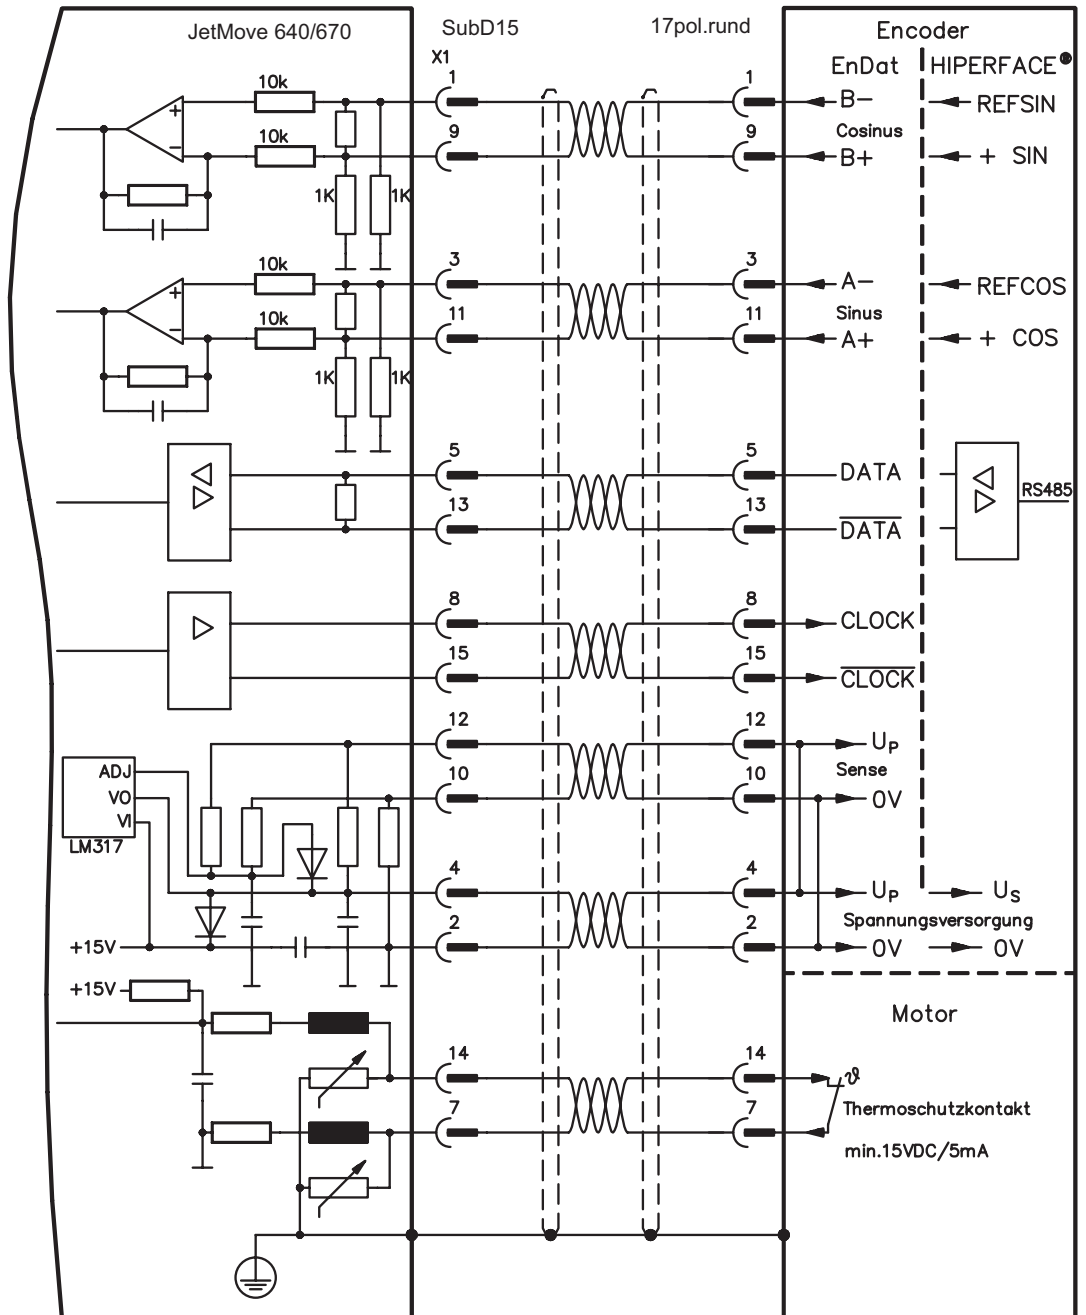 JetMove 640/670 SubD15 17pol.rund Encoder
X1 EnDat HIPERFACE®
10k 1 1 B- REFSIN
+ Cosinus
10k 9 9 B+ + SIN
-
1K 1K
10k 3 3 A- REFCOS
+ Sinus
10k 11 11 A+ + COS
-
1K 1K
5 5 DATA
RS485
13 13 DATA
8 8 CLOCK
15 15 CLOCK
12 12 UP
ADJ Sense
VO 10 10 0V
VI
LM317
4 4 UP US
Spannungsversorgung
+15V 2 2 0V 0V
+15V
Motor
14 14 ϑ
Thermoschutzkontakt
7 7
min.15VDC/5mA